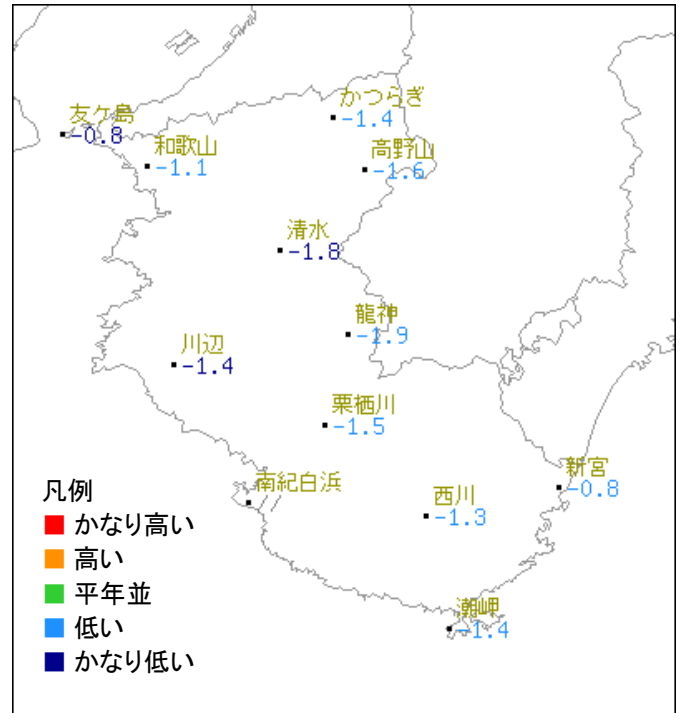 かつらぎ
-1.4
友ケ島
-0.8
和歌山
-1.1
高野山
-1.6
清水
-1.8
龍神
-1.9
川辺
-1.4
栗栖川
-1.5
南紀白浜
西川
-1.3
新宮
-0.8
潮岬
-1.4
凡例
かなり高い
高い
平年並
低い
かなり低い